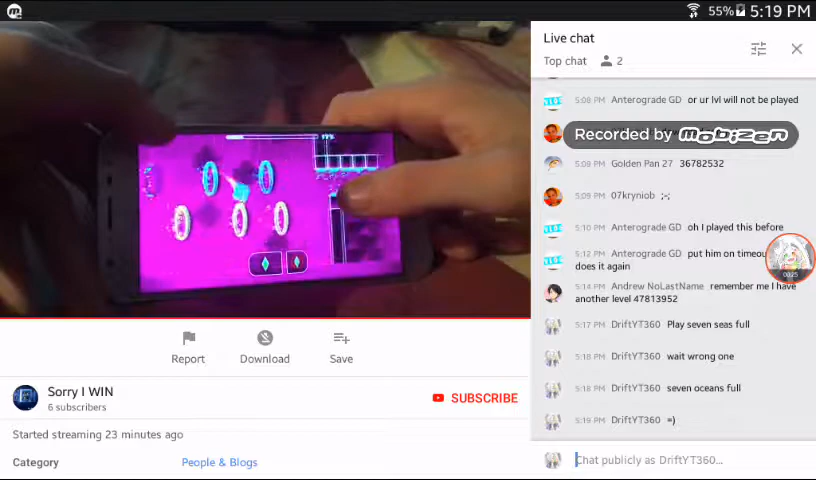 55% 5:19 PM
Live chat
Top chat 2
5:08 PM Anterograde GD or ur lvl will not be played
Recorded by mobizen
5:08 PM Golden Pan 27 36782532
5:09 PM 07kryniob ;-;
5:10 PM Anterograde GD oh I played this before
5:12 PM Anterograde GD put him on timeou
does it again
0025
5:14 PM Andrew NoLastName remember me I have
another level 47813952
5:17 PM DriftYT360 Play seven seas full
5:18 PM DriftYT360 wait wrong one
5:18 PM DriftYT360 seven oceans full
5:19 PM DriftYT360 =)
Chat publicly as DriftYT360...
Report Download Save
Sorry I WIN
6 subscribers
SUBSCRIBE
Started streaming 23 minutes ago
Category People & Blogs